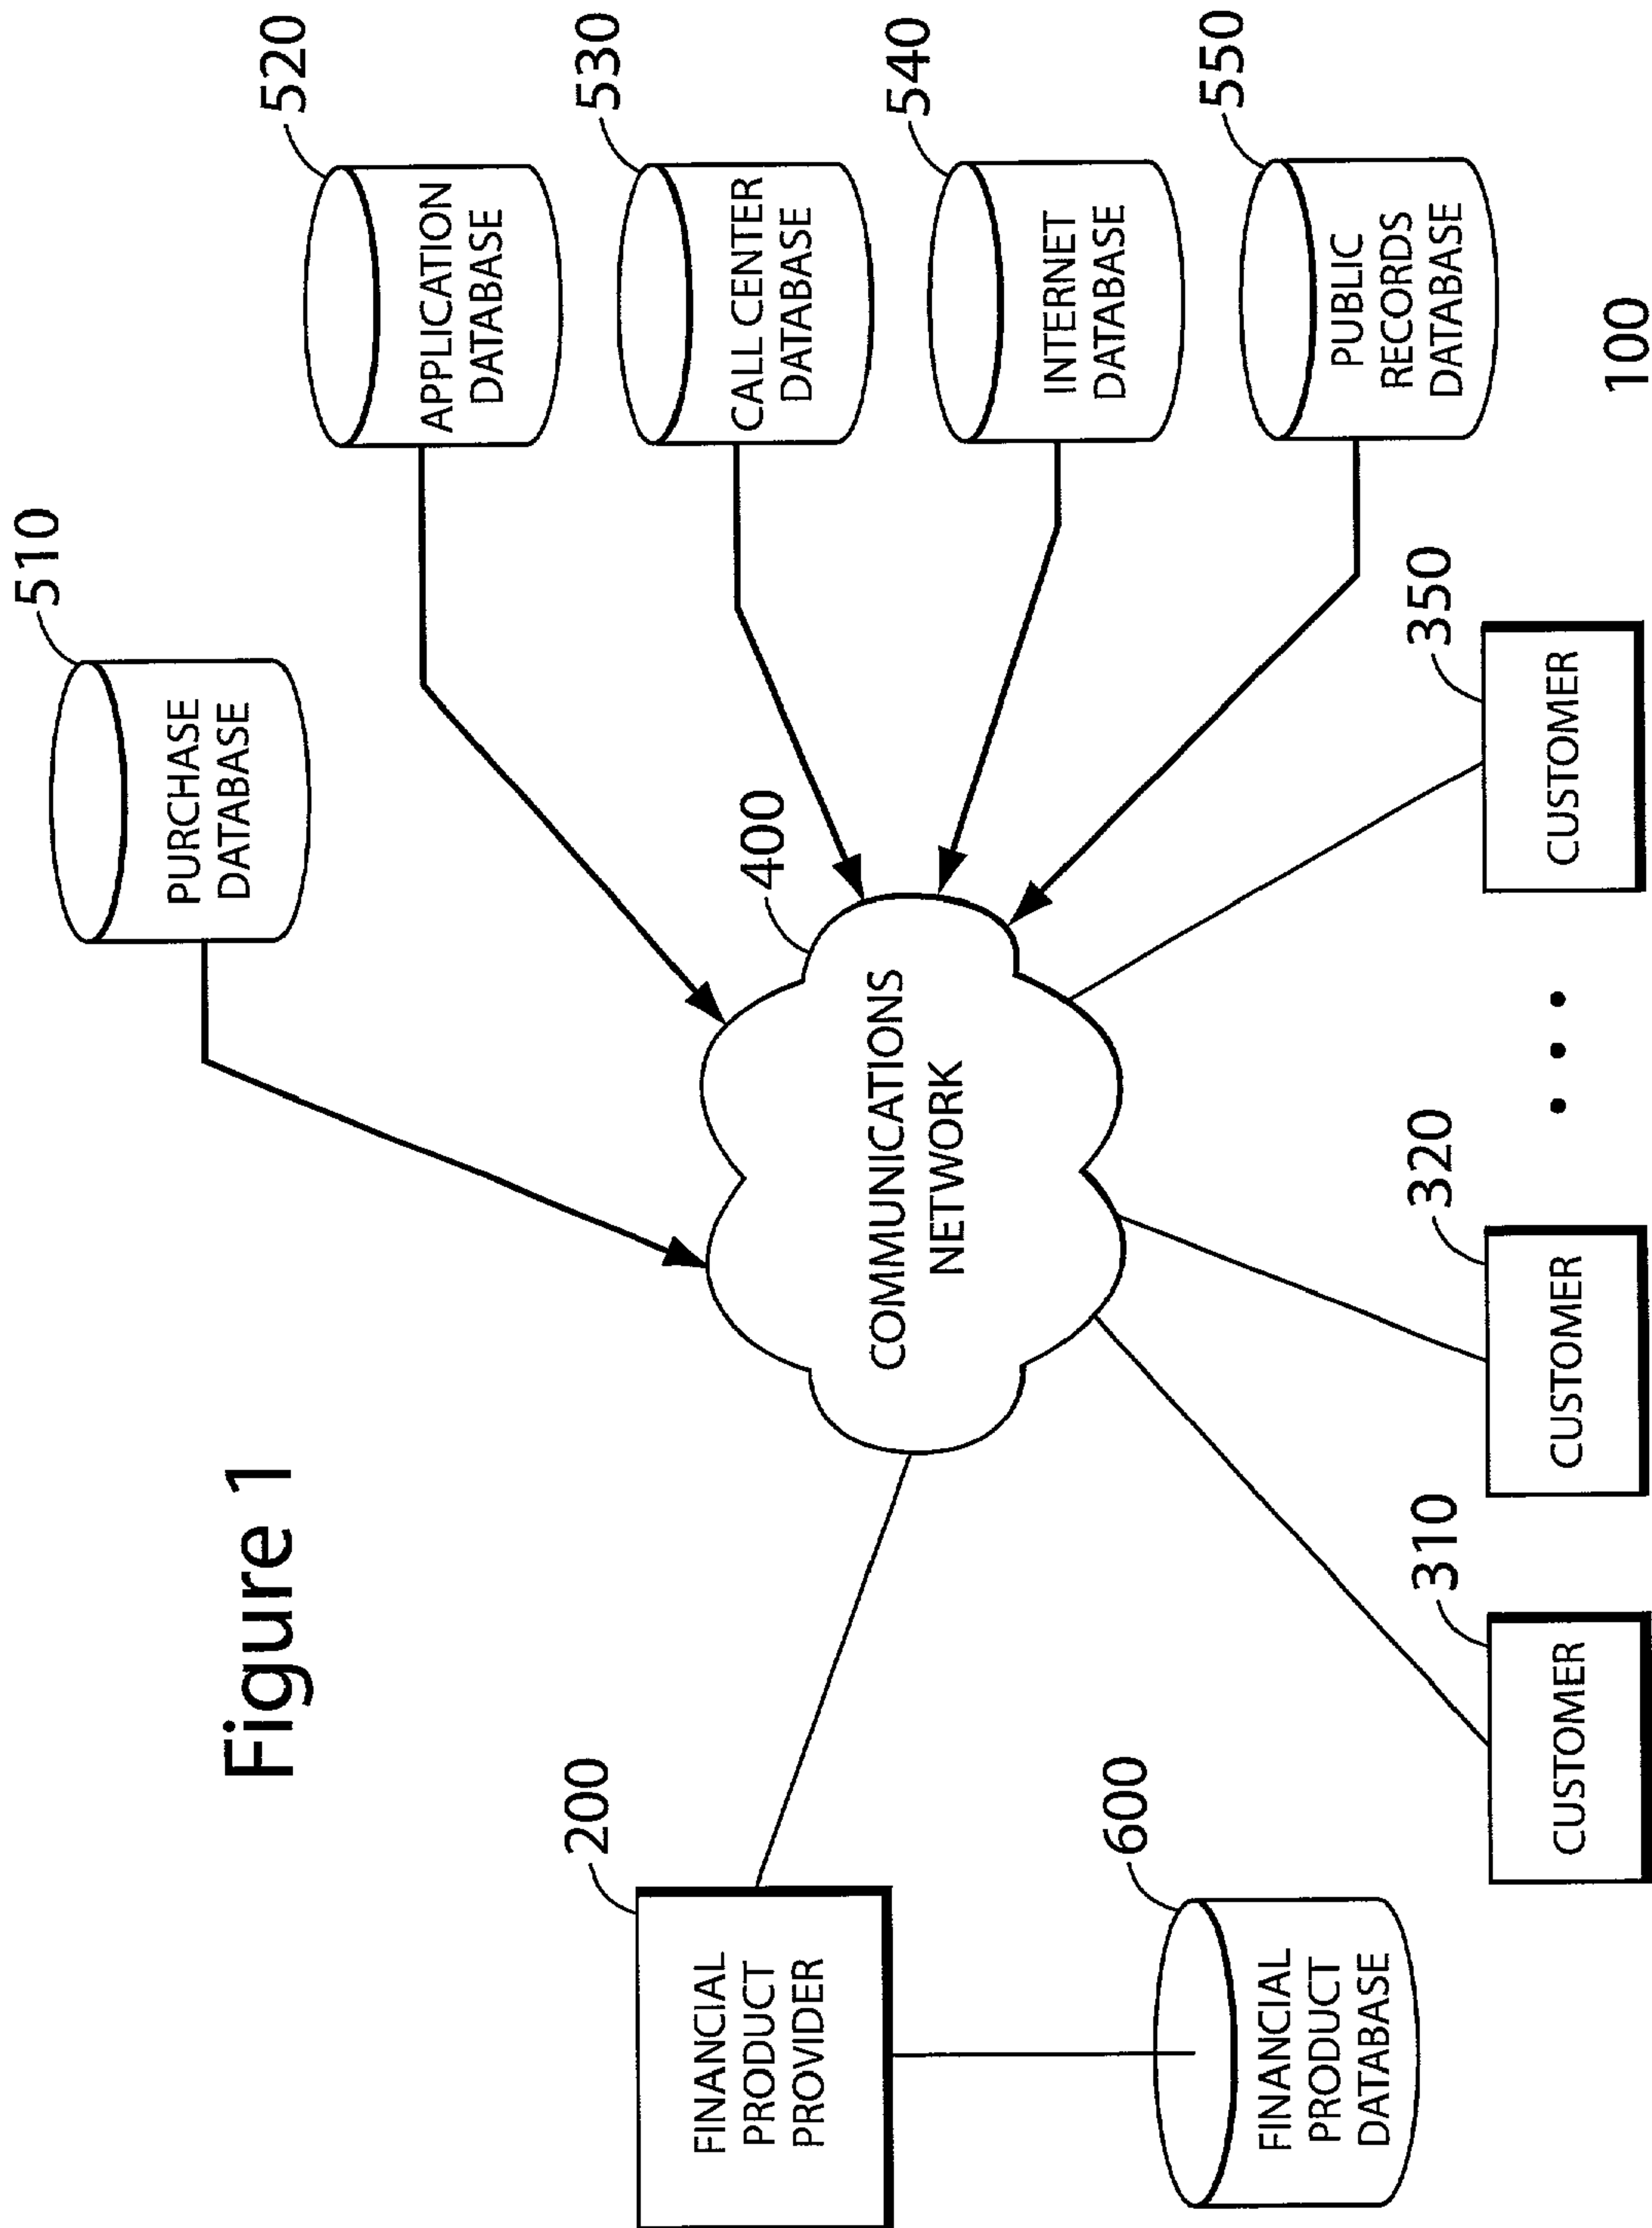 Figure 1
510
PURCHASE
DATABASE
520
APPLICATION
DATABASE
530
CALL CENTER
DATABASE
540
INTERNET
DATABASE
550
PUBLIC
RECORDS
DATABASE
200
FINANCIAL
PRODUCT
PROVIDER
400
COMMUNICATIONS
NETWORK
600
FINANCIAL
PRODUCT
DATABASE
310
CUSTOMER
320
CUSTOMER
• • •
350
CUSTOMER
100